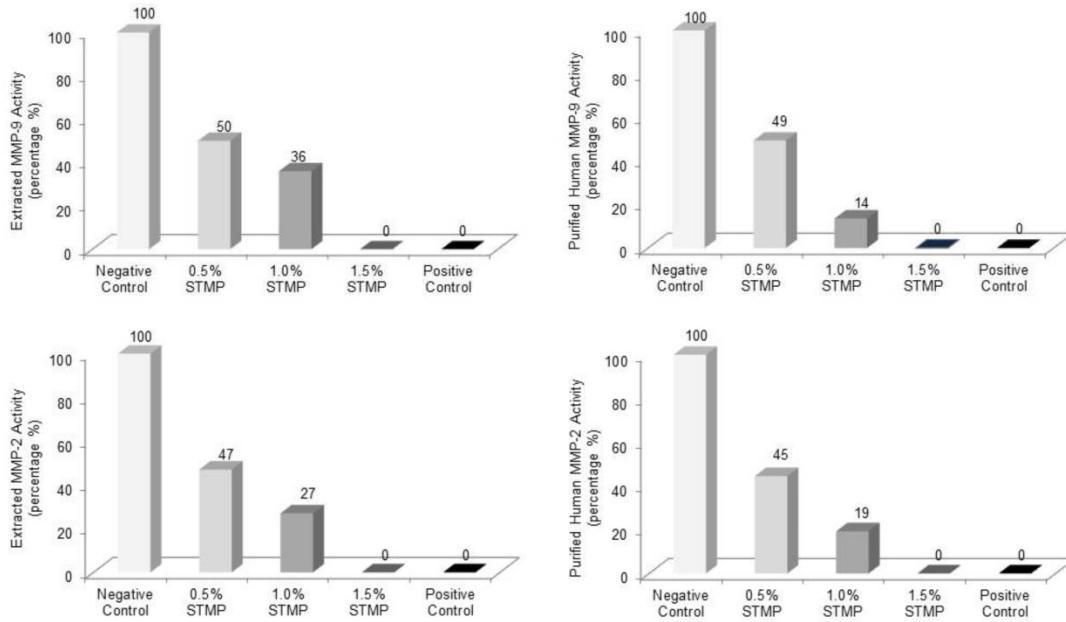 Extracted MMP-9 Activity
(percentage %)
100
80
60
40
20
0
100
50
36
0
0
Negative
Control
0.5%
STMP
1.0%
STMP
1.5%
STMP
Positive
Control
Purified Human MMP-9 Activity
(percentage %)
100
80
60
40
20
0
100
49
14
0
0
Negative
Control
0.5%
STMP
1.0%
STMP
1.5%
STMP
Positive
Control
Extracted MMP-2 Activity
(percentage %)
100
80
60
40
20
0
100
47
27
0
0
Negative
Control
0.5%
STMP
1.0%
STMP
1.5%
STMP
Positive
Control
Purified Human MMP-2 Activity
(percentage %)
100
80
60
40
20
0
100
45
19
0
0
Negative
Control
0.5%
STMP
1.0%
STMP
1.5%
STMP
Positive
Control